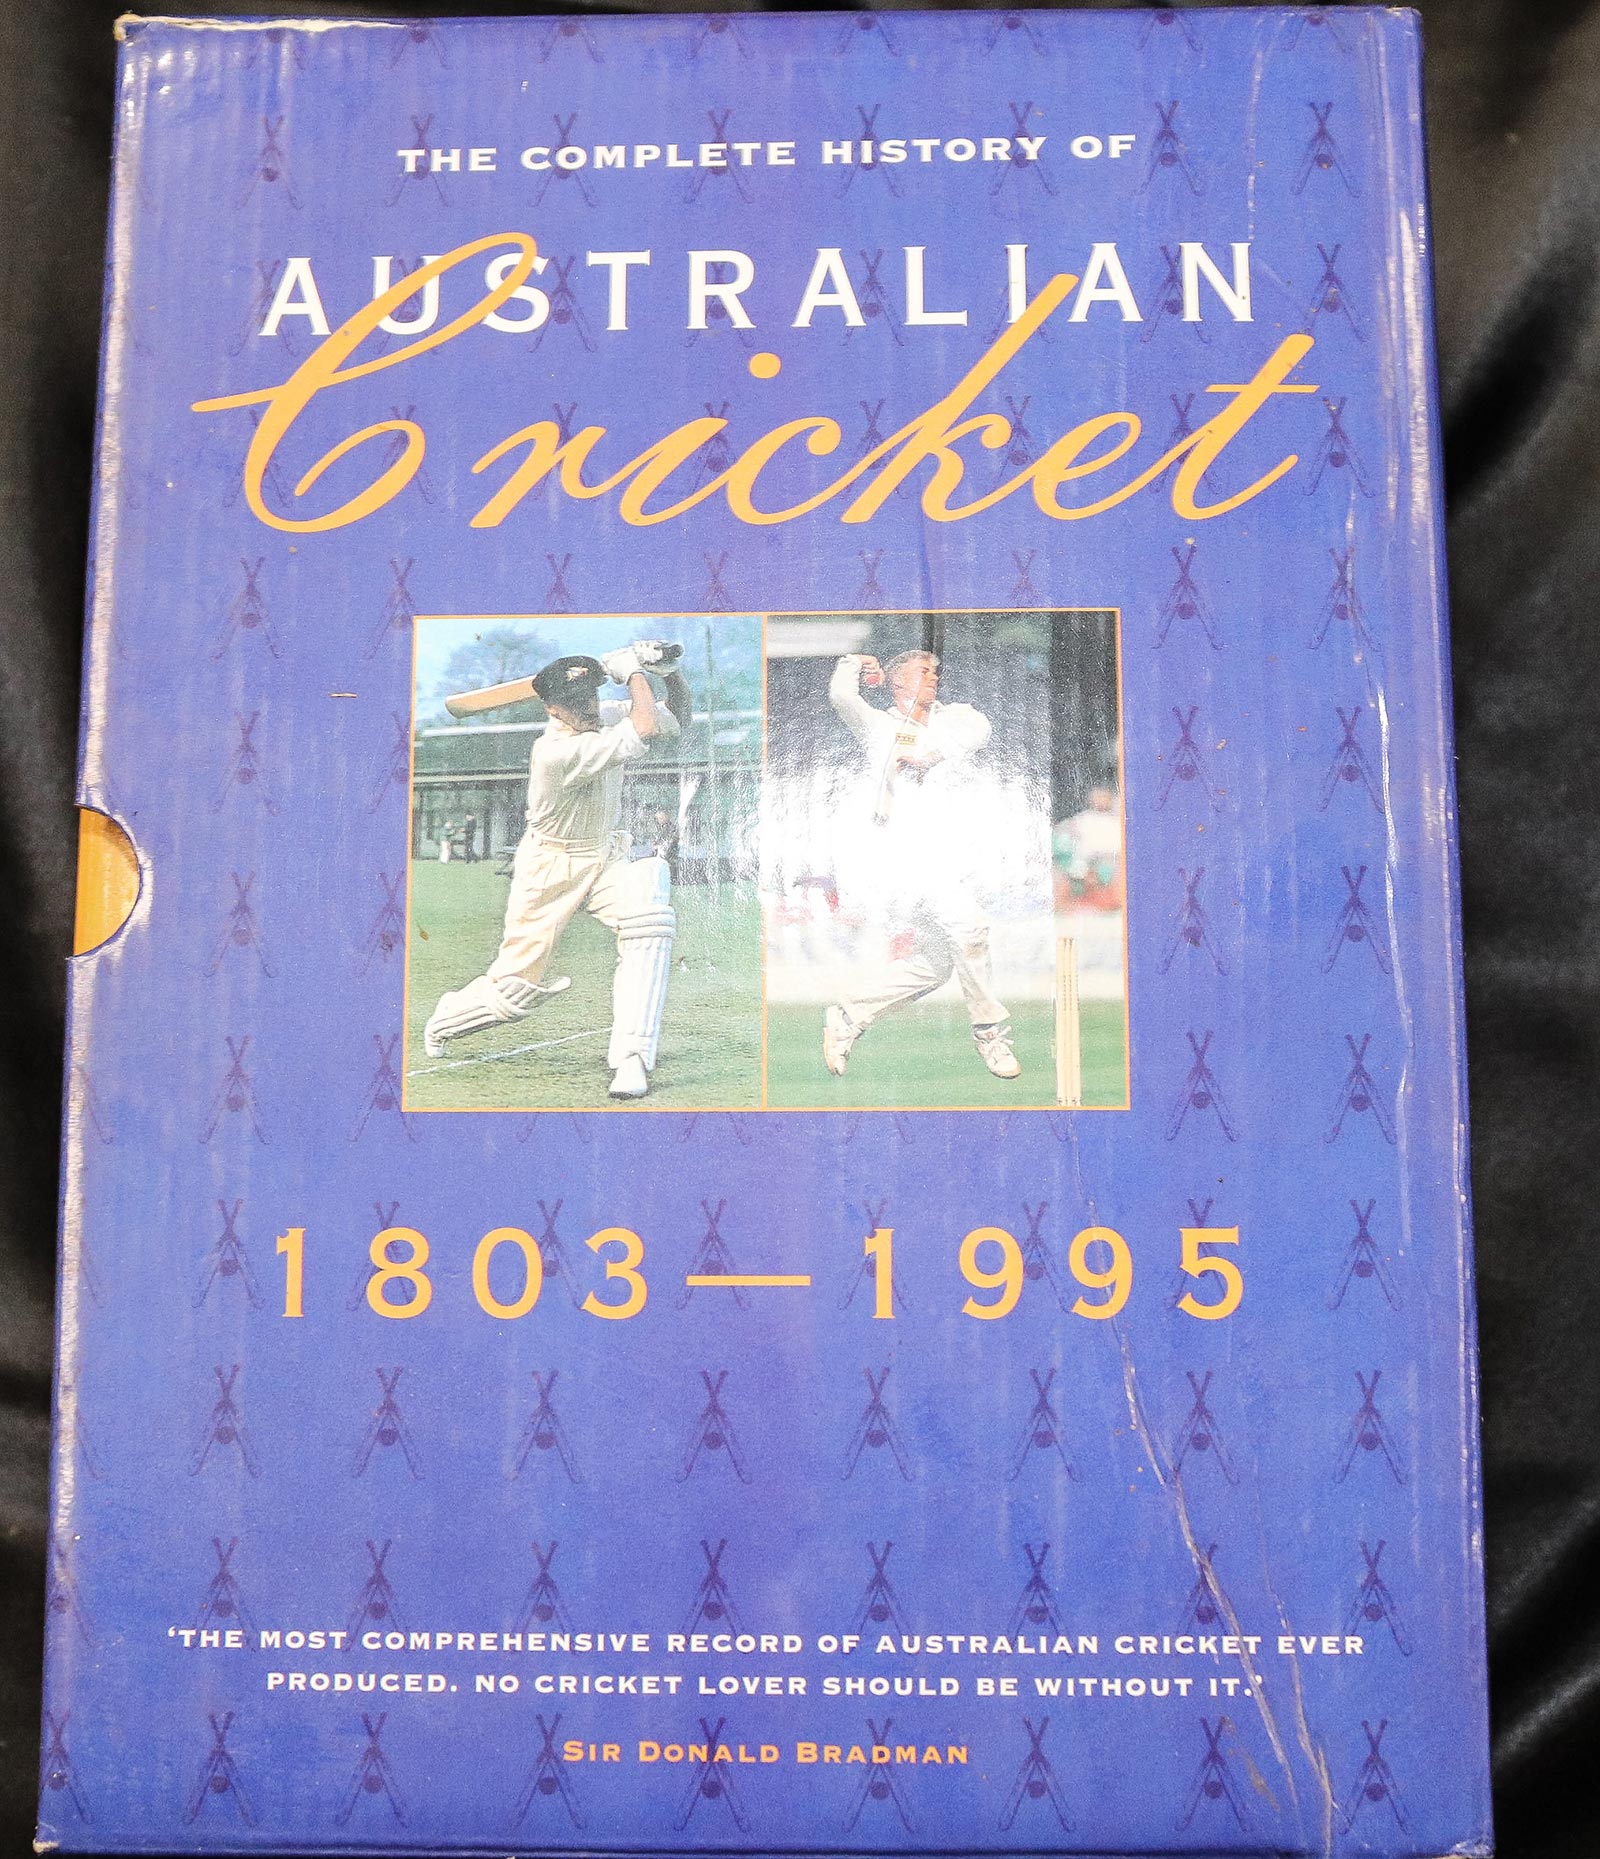 THE COMPLETE HISTORY OF
AUSTRALIAN
Cricket
1803—1995
‘THE MOST COMPREHENSIVE RECORD OF AUSTRALIAN CRICKET EVER
PRODUCED. NO CRICKET LOVER SHOULD BE WITHOUT IT.’
SIR DONALD BRADMAN